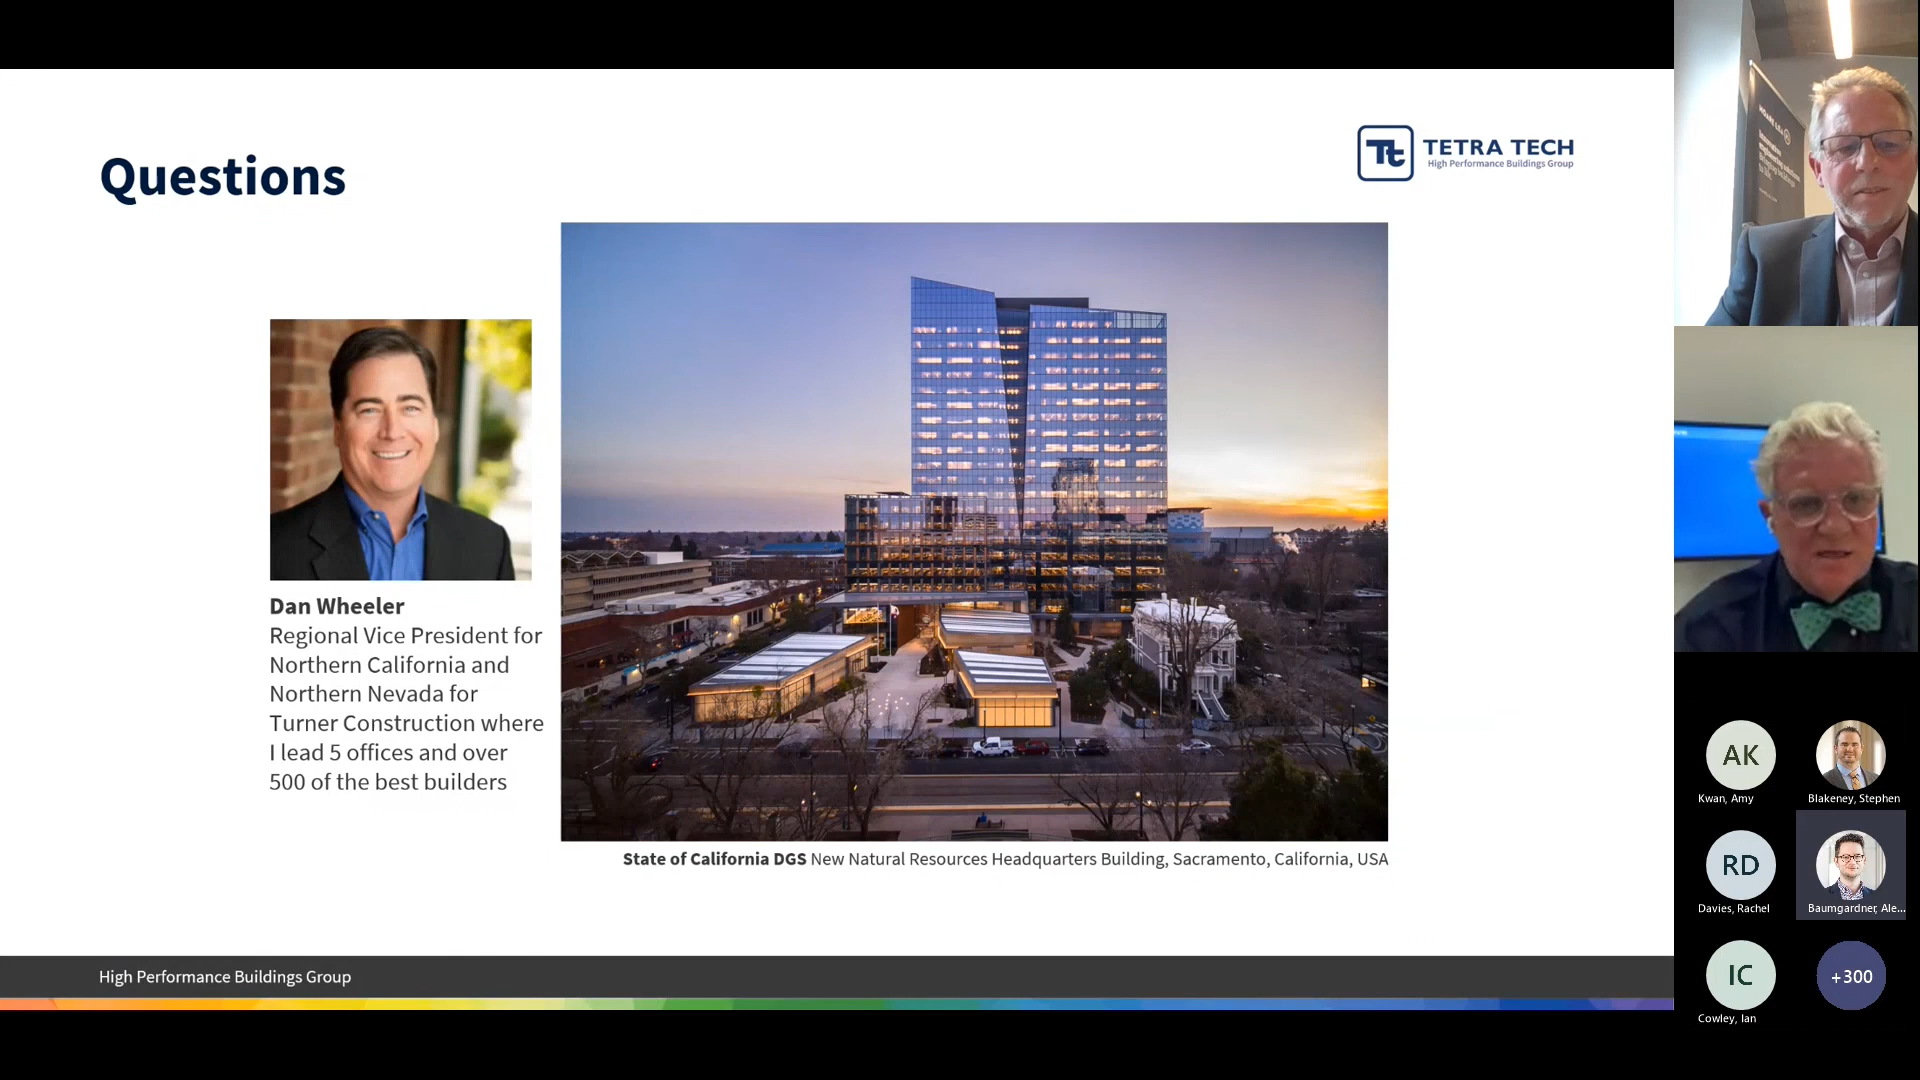 Questions
Tt
TETRA TECH
High Performance Buildings Group
Dan Wheeler
Regional Vice President for
Northern California and
Northern Nevada for
Turner Construction where
I lead 5 offices and over
500 of the best builders
State of California DGS New Natural Resources Headquarters Building, Sacramento, California, USA
High Performance Buildings Group
AK
Kwan, Amy
Blakeney, Stephen
RD
Davies, Rachel
Baumgardner, Ale...
IC
Cowley, Ian
+300